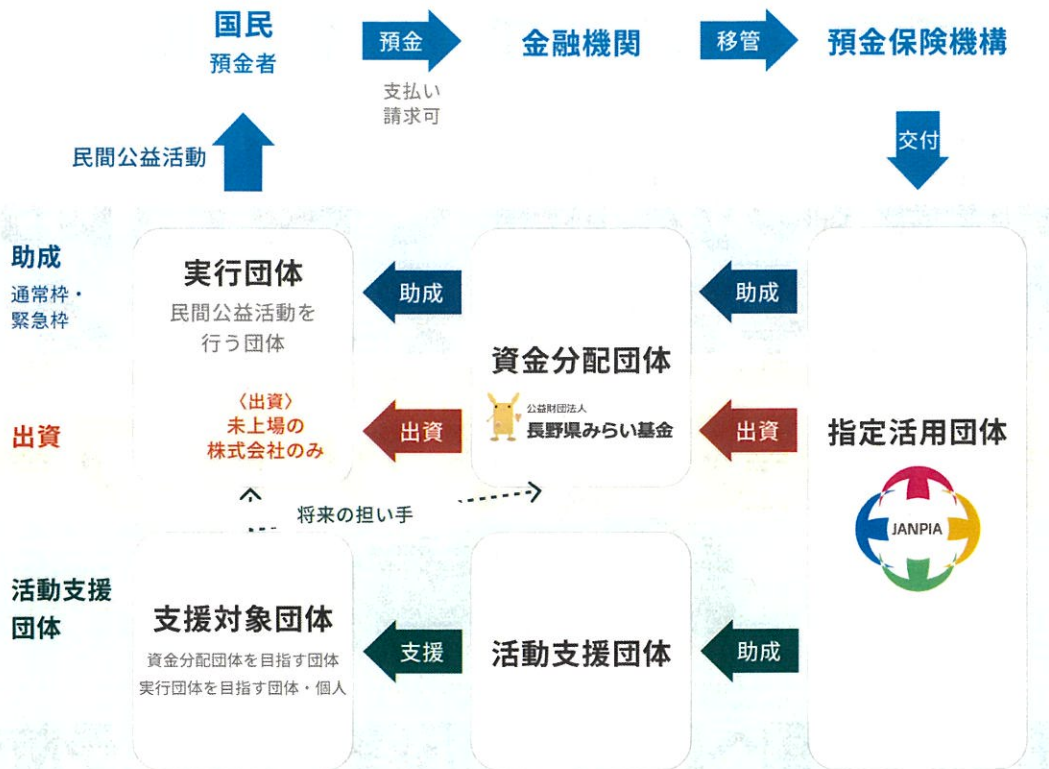 国民
預金者
預金
支払い
請求可
金融機関
移管
預金保険機構
民間公益活動
交付
助成
通常枠・
緊急枠
実行団体
民間公益活動を
行う団体
助成
資金分配団体
公益財団法人
長野県みらい基金
助成
出資
〈出資〉
未上場の
株式会社のみ
出資
出資
指定活用団体
JANPIA
将来の担い手
活動支援
団体
支援対象団体
資金分配団体を目指す団体
実行団体を目指す団体・個人
支援
活動支援団体
助成